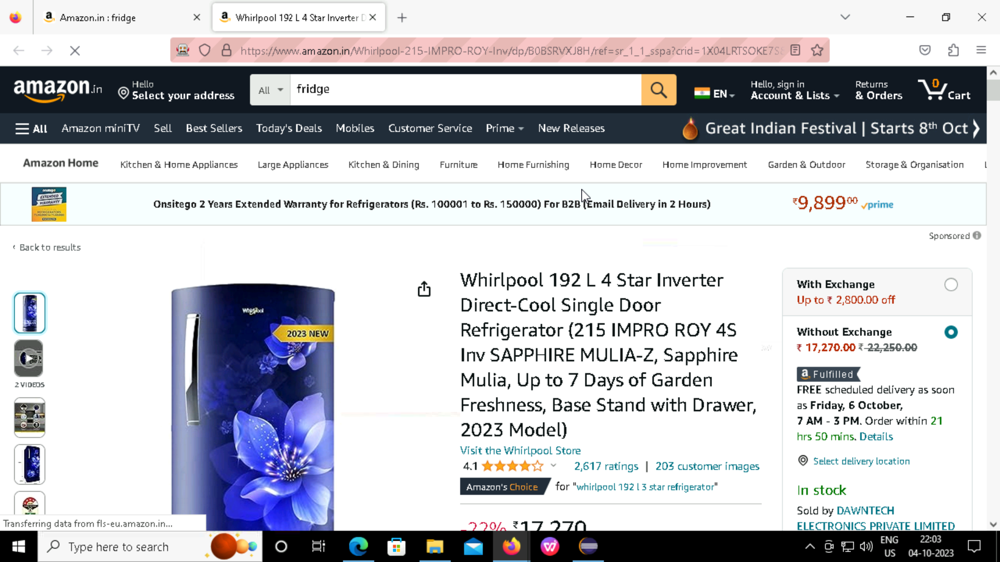 Amazon.in : fridge
Whirlpool 192 L 4 Star Inverter D
https://www.amazon.in/Whirlpool-215-IMPRO-ROY-Inv/dp/B0BSRVXJ8H/ref=sr_1_1_sspa?crid=1X04LRTSOKE7S
amazon.in
Hello
Select your address
All
fridge
EN
Hello, sign in
Account & Lists
Returns
& Orders
0
Cart
All
Amazon miniTV
Sell
Best Sellers
Today's Deals
Mobiles
Customer Service
Prime
New Releases
Great Indian Festival | Starts 8th Oct
Amazon Home
Kitchen & Home Appliances
Large Appliances
Kitchen & Dining
Furniture
Home Furnishing
Home Decor
Home Improvement
Garden & Outdoor
Storage & Organisation
onsitego
EXTENDED
WARRANTY
Onsitego 2 Years Extended Warranty for Refrigerators (Rs. 100001 to Rs. 150000) For B2B (Email Delivery in 2 Hours)
₹9,89900
prime
Sponsored
‹ Back to results
Whirlpool
2023 NEW
2 VIDEOS
Whirlpool 192 L 4 Star Inverter
Direct-Cool Single Door
Refrigerator (215 IMPRO ROY 4S
Inv SAPPHIRE MULIA-Z, Sapphire
Mulia, Up to 7 Days of Garden
Freshness, Base Stand with Drawer,
2023 Model)
Visit the Whirlpool Store
4.1
2,617 ratings | 203 customer images
Amazon's Choice for "whirlpool 192 l 3 star refrigerator"
-22% ₹17,270
With Exchange
Up to ₹ 2,800.00 off
Without Exchange
₹ 17,270.00 ₹ 22,250.00
a Fulfilled
FREE scheduled delivery as soon
as Friday, 6 October,
7 AM - 3 PM. Order within 21
hrs 50 mins. Details
Select delivery location
In stock
Sold by DAWNTECH
ELECTRONICS PRIVATE LIMITED
Transferring data from fls-eu.amazon.in...
Type here to search
ENG
US
22:03
04-10-2023